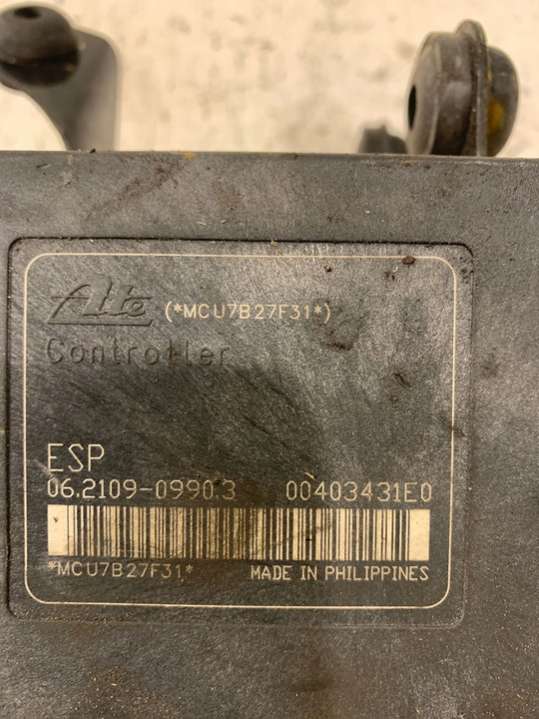 Ate (*MCU7B27F31*)
Controller
ESP
06.2109-0990.3 00403431E0
*MCU7B27F31*
MADE IN PHILIPPINES